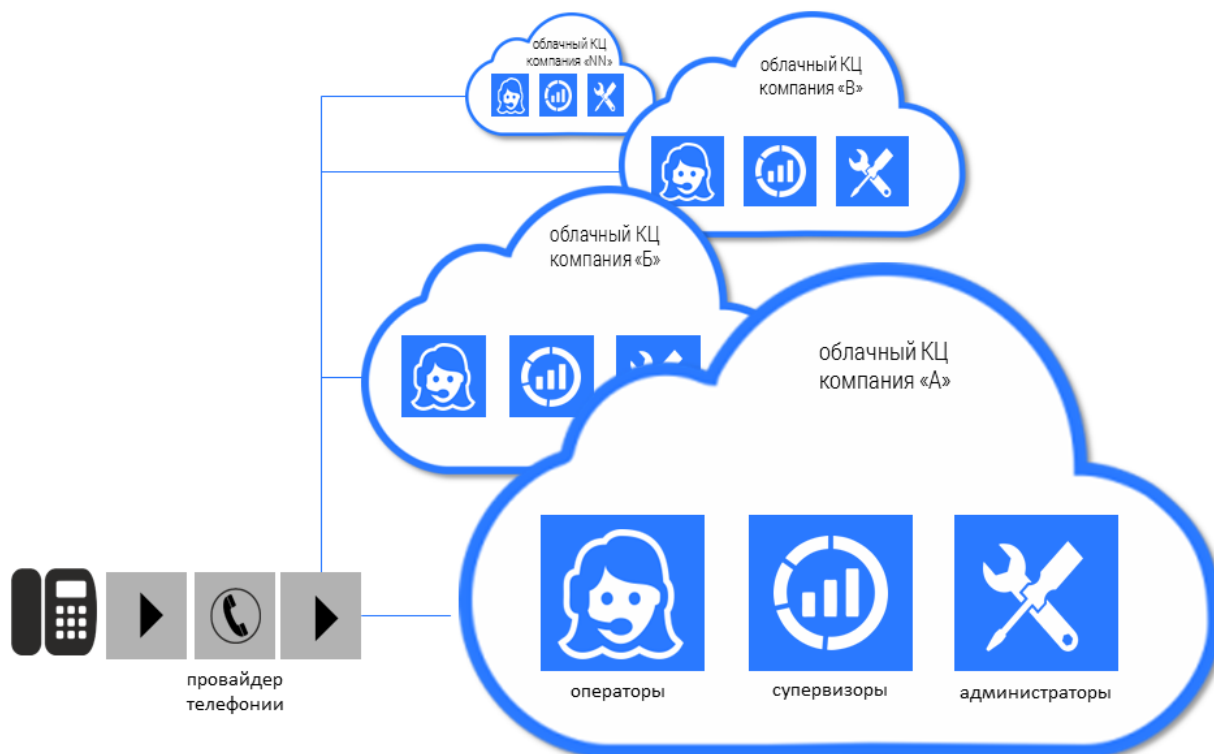 облачный КЦ
компания «NN»
облачный КЦ
компания «В»
облачный КЦ
компания «Б»
облачный КЦ
компания «А»
операторы
супервизоры
администраторы
провайдер
телефонии